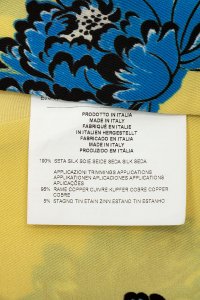 PRODOTTO IN ITALIA
MADE IN ITALY
FABRIQUÉ EN ITALIE
IN ITALIEN HERGESTELLT
FABRICADO EN ITALIA
MADE IN ITALY
PRODUZIDO EM ITÁLIA
100% SETA SILK SOIE SEIDE SEDA SILK SEDA
APPLICAZIONI TRIMMINGS APPLICATIONS
APPLIKATIONEN APLICACIONES APPLICATIONS
APLICAÇÕES
95% RAME COPPER CUIVRE KUPFER COBRE COPPER
COBRE
5% STAGNO TIN ETAIN ZINN ESTANO TIN ESTANHO